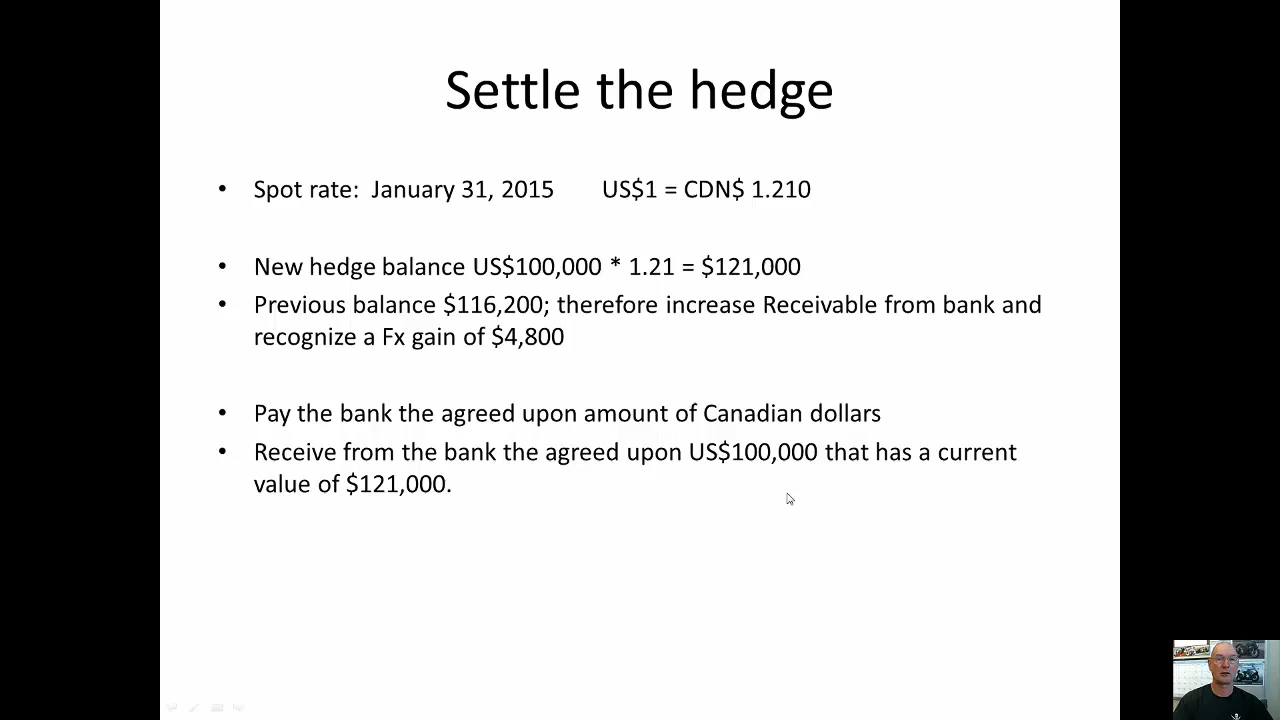 Settle the hedge
• Spot rate: January 31, 2015 US$1 = CDN$ 1.210
• New hedge balance US$100,000 * 1.21 = $121,000
• Previous balance $116,200; therefore increase Receivable from bank and
recognize a Fx gain of $4,800
• Pay the bank the agreed upon amount of Canadian dollars
• Receive from the bank the agreed upon US$100,000 that has a current
value of $121,000.